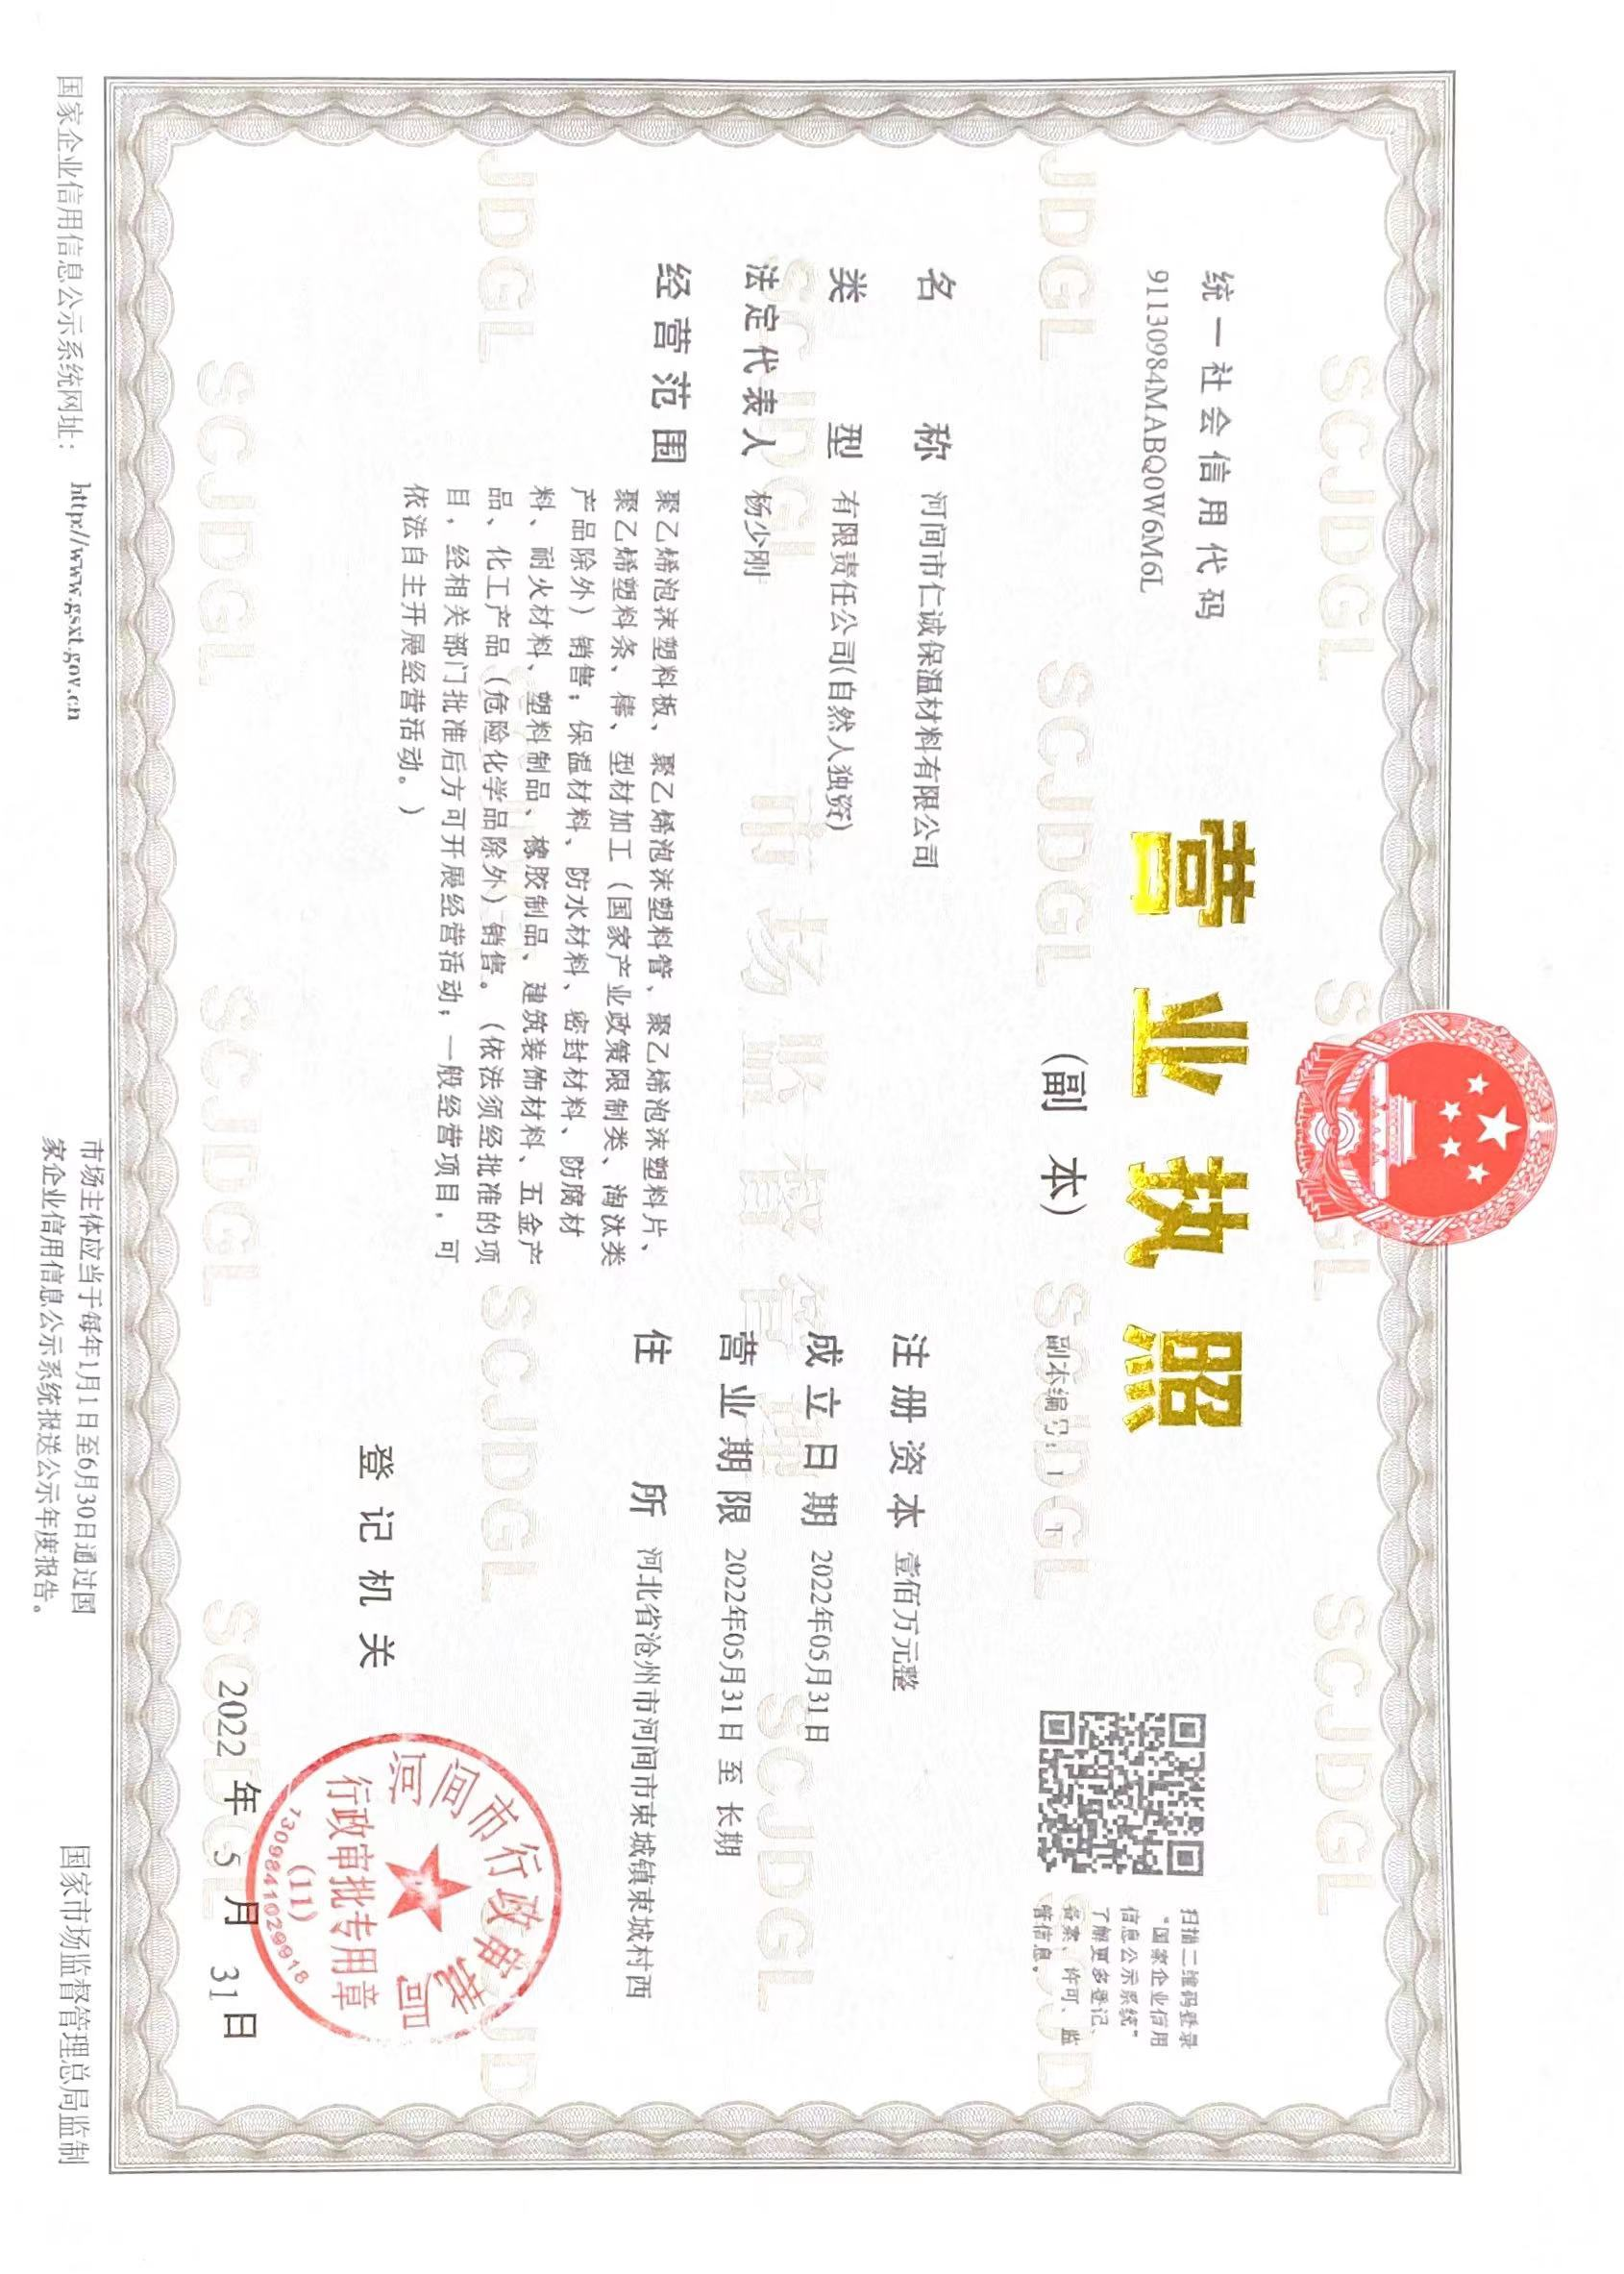 统一社会信用代码
91130984MABQ0W6M6L
营业执照
(副本)
副本编号: 1 - 1
扫描二维码登录
“国家企业信用
信息公示系统”
了解更多登记、
备案、许可、监
管信息。
名称 河间市仁诚保温材料有限公司
类型 有限责任公司(自然人独资)
法定代表人 杨少刚
经营范围 聚乙烯泡沫塑料板、聚乙烯泡沫塑料管、聚乙烯泡沫塑料片、
聚乙烯塑料条、棒、型材加工（国家产业政策限制类、淘汰类
产品除外）销售；保温材料、防水材料、密封材料、防腐材
料、耐火材料、塑料制品、橡胶制品、建筑装饰材料、五金产
品、化工产品（危险化学品除外）销售。（依法须经批准的项
目，经相关部门批准后方可开展经营活动；一般经营项目，可
依法自主开展经营活动。）
注册资本 壹佰万元整
成立日期 2022年05月31日
营业期限 2022年05月31日 至 长期
住所 河北省沧州市河间市束城镇束城村西
登记机关
河间市行政审批局
行政审批专用章
(11)
1309841029918
2022 年 5 月 31 日
国家企业信用信息公示系统网址： http://www.gsxt.gov.cn
市场主体应当于每年1月1日至6月30日通过国
家企业信用信息公示系统报送公示年度报告。
国家市场监督管理总局监制
SCJDGL
市场监督管理